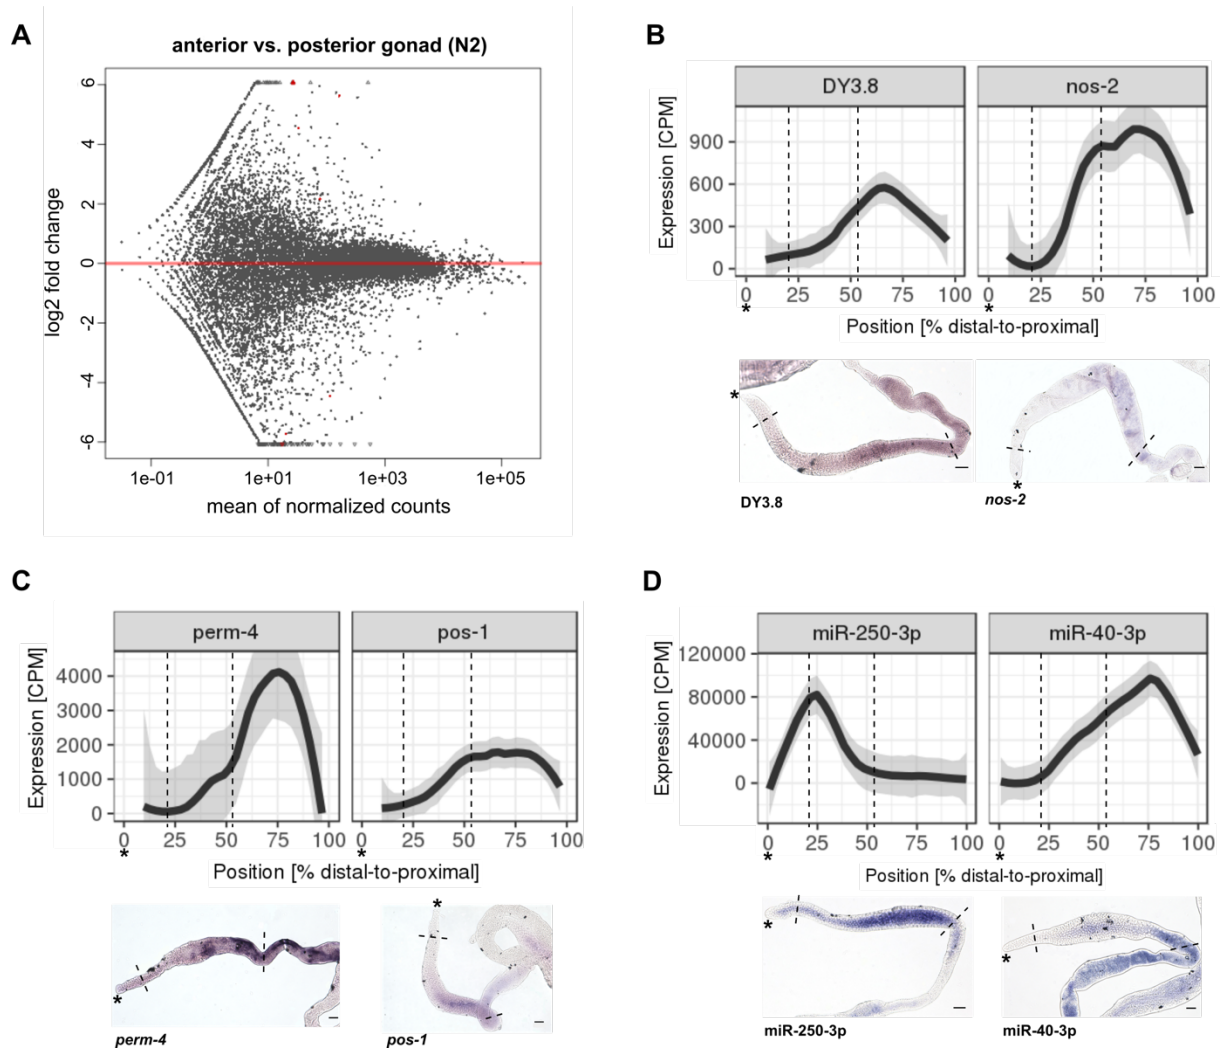 A
anterior vs. posterior gonad (N2)
log2 fold change
6
4
2
0
-2
-4
-6
1e-01 1e+01 1e+03 1e+05
mean of normalized counts
B
DY3.8 nos-2
Expression [CPM]
900
600
300
0
0 25 50 75 100 0 25 50 75 100
* *
Position [% distal-to-proximal]
* *
DY3.8 nos-2
C
perm-4 pos-1
Expression [CPM]
4000
3000
2000
1000
0
0 25 50 75 100 0 25 50 75 100
* *
Position [% distal-to-proximal]
* *
perm-4 pos-1
D
miR-250-3p miR-40-3p
Expression [CPM]
120000
80000
40000
0
0 25 50 75 100 0 25 50 75 100
* *
Position [% distal-to-proximal]
* *
miR-250-3p miR-40-3p